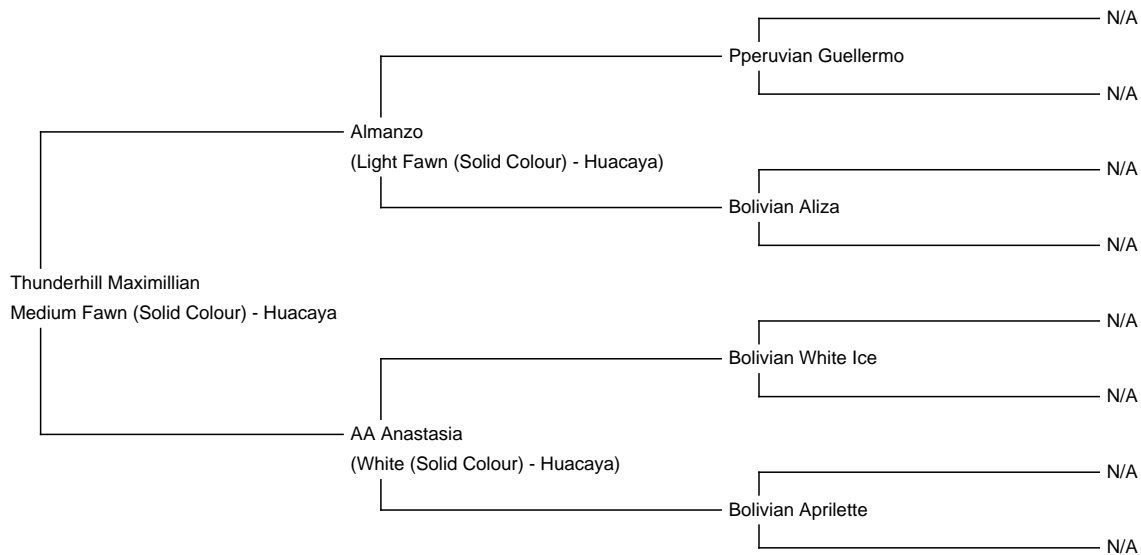 N/A
Pperuvian Guellermo
N/A
Almanzo
(Light Fawn (Solid Colour) - Huacaya)
N/A
Bolivian Aliza
N/A
Thunderhill Maximillian
Medium Fawn (Solid Colour) - Huacaya
N/A
Bolivian White Ice
N/A
AA Anastasia
(White (Solid Colour) - Huacaya)
N/A
Bolivian Aprilette
N/A